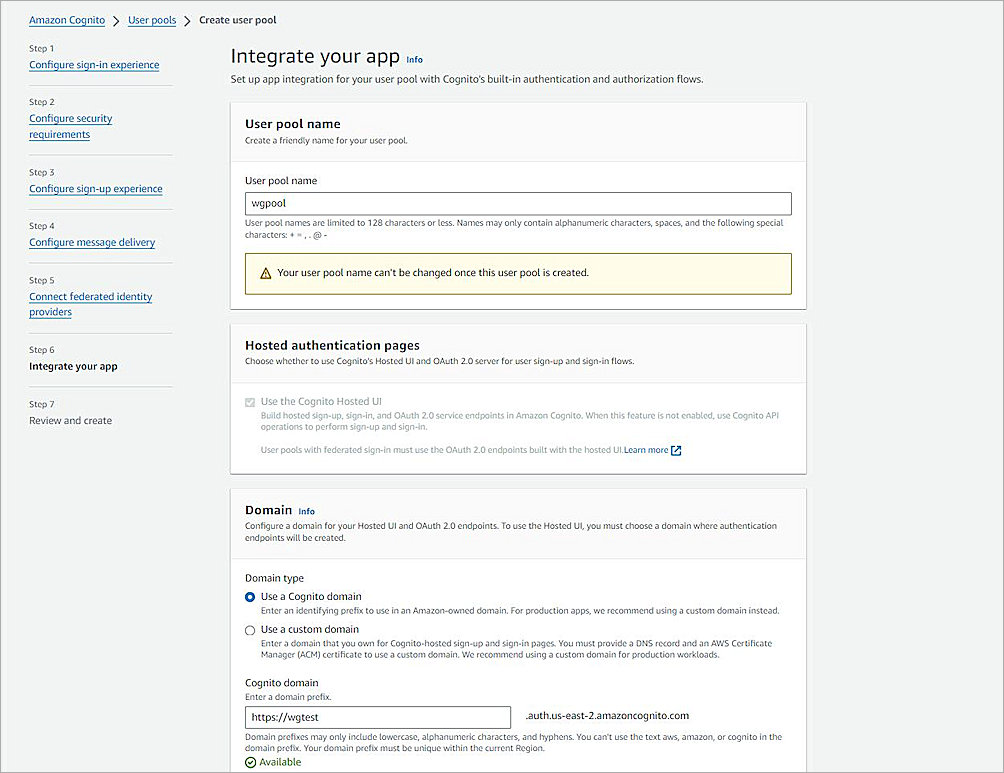 Amazon Cognito > User pools > Create user pool
Step 1
Configure sign-in experience
Step 2
Configure security
requirements
Step 3
Configure sign-up experience
Step 4
Configure message delivery
Step 5
Connect federated identity
providers
Step 6
Integrate your app
Step 7
Review and create
Integrate your app Info
Set up app integration for your user pool with Cognito's built-in authentication and authorization flows.
User pool name
Create a friendly name for your user pool.
User pool name
wgpool
User pool names are limited to 128 characters or less. Names may only contain alphanumeric characters, spaces, and the following special
characters: + = , . @ -
Your user pool name can't be changed once this user pool is created.
Hosted authentication pages
Choose whether to use Cognito's Hosted UI and OAuth 2.0 server for user sign-up and sign-in flows.
Use the Cognito Hosted UI
Build hosted sign-up, sign-in, and OAuth 2.0 service endpoints in Amazon Cognito. When this feature is not enabled, use Cognito API
operations to perform sign-up and sign-in.
User pools with federated sign-in must use the OAuth 2.0 endpoints built with the hosted UI.Learn more
Domain Info
Configure a domain for your Hosted UI and OAuth 2.0 endpoints. To use the Hosted UI, you must choose a domain where authentication
endpoints will be created.
Domain type
Use a Cognito domain
Enter an identifying prefix to use in an Amazon-owned domain. For production apps, we recommend using a custom domain instead.
Use a custom domain
Enter a domain that you own for Cognito-hosted sign-up and sign-in pages. You must provide a DNS record and an AWS Certificate
Manager (ACM) certificate to use a custom domain. We recommend using a custom domain for production workloads.
Cognito domain
Enter a domain prefix.
https://wgtest .auth.us-east-2.amazoncognito.com
Domain prefixes may only include lowercase, alphanumeric characters, and hyphens. You can't use the text aws, amazon, or cognito in the
domain prefix. Your domain prefix must be unique within the current Region.
Available